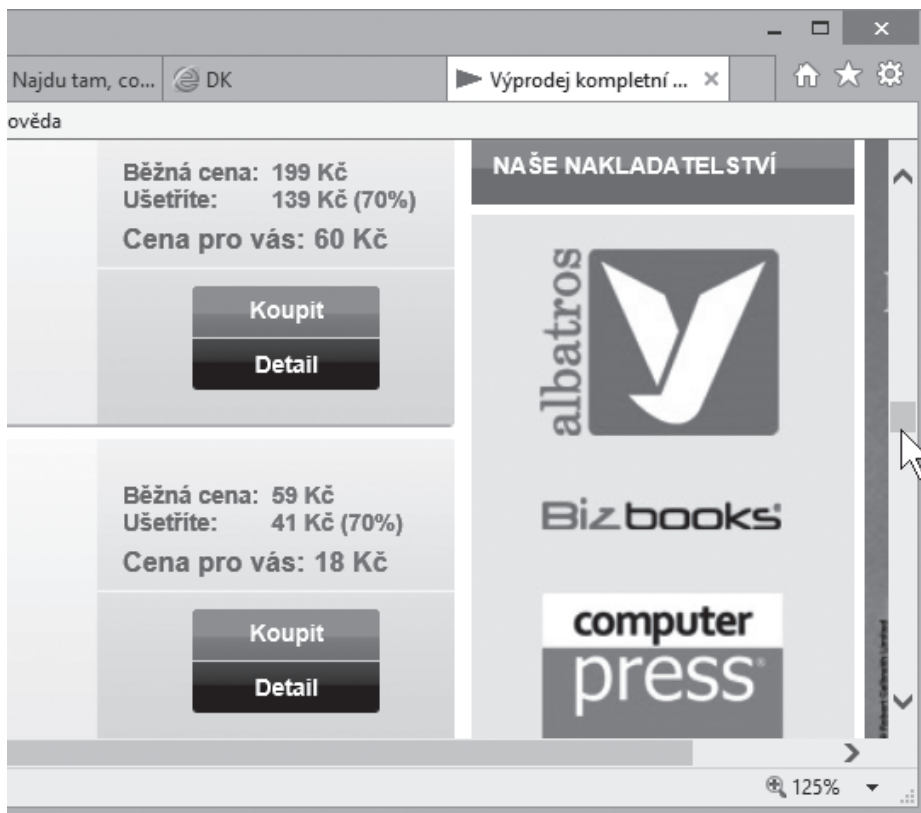 Najdu tam, co... DK Výprodej kompletní ...
ověda
Běžná cena: 199 Kč
Ušetříte: 139 Kč (70%)
Cena pro vás: 60 Kč
Koupit
Detail
Běžná cena: 59 Kč
Ušetříte: 41 Kč (70%)
Cena pro vás: 18 Kč
Koupit
Detail
NAŠE NAKLADATELSTVÍ
albatros
Bizbooks
computer
press
125%